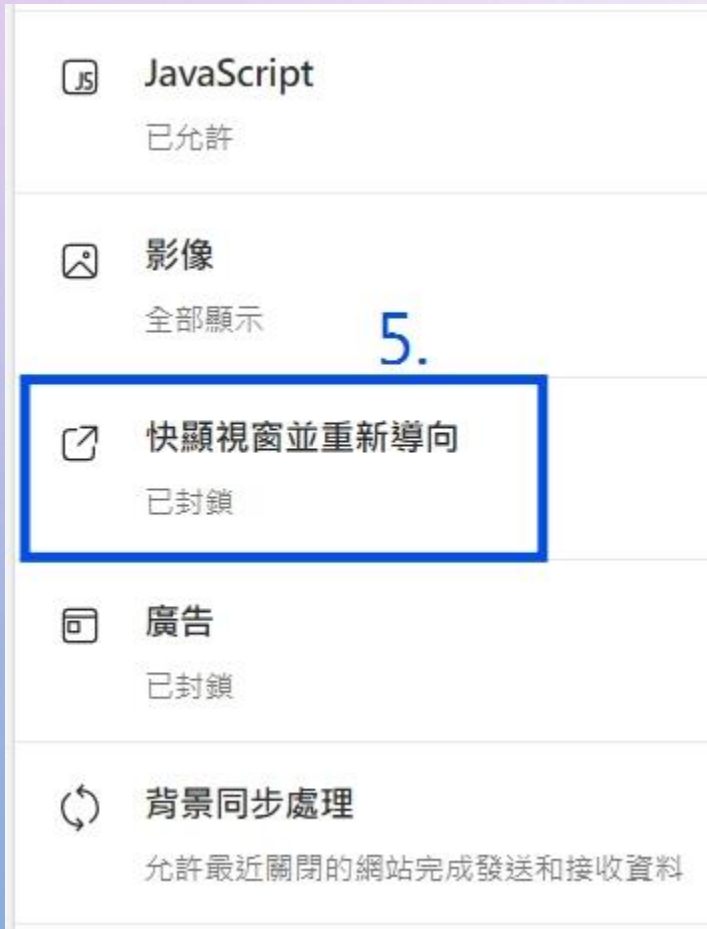 JavaScript
已允許
影像
全部顯示
5.
快顯視窗並重新導向
已封鎖
廣告
已封鎖
背景同步處理
允許最近關閉的網站完成發送和接收資料